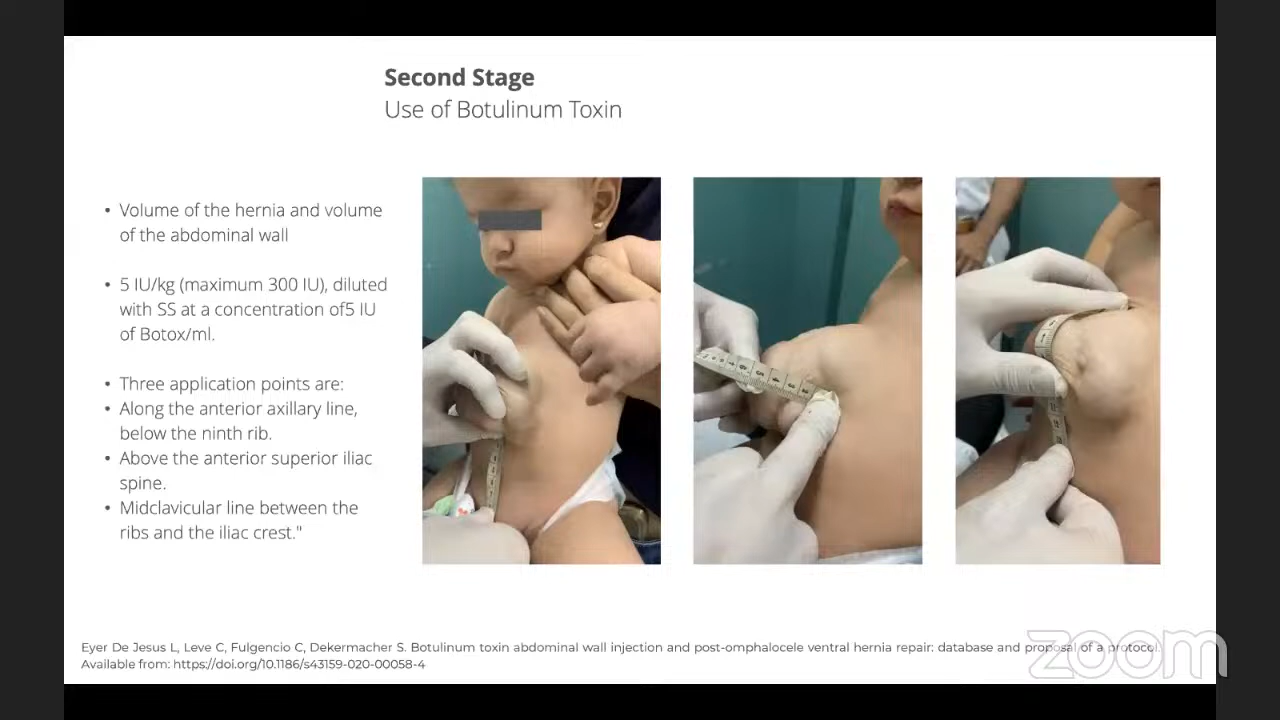 Second Stage
Use of Botulinum Toxin
• Volume of the hernia and volume
of the abdominal wall
• 5 IU/kg (maximum 300 IU), diluted
with SS at a concentration of5 IU
of Botox/ml.
• Three application points are:
• Along the anterior axillary line,
below the ninth rib.
• Above the anterior superior iliac
spine.
• Midclavicular line between the
ribs and the iliac crest."
Eyer De Jesus L, Leve C, Fulgencio C, Dekermacher S. Botulinum toxin abdominal wall injection and post-omphalocele ventral hernia repair: database and proposal of a protocol.
Available from: https://doi.org/10.1186/s43159-020-00058-4
zoom